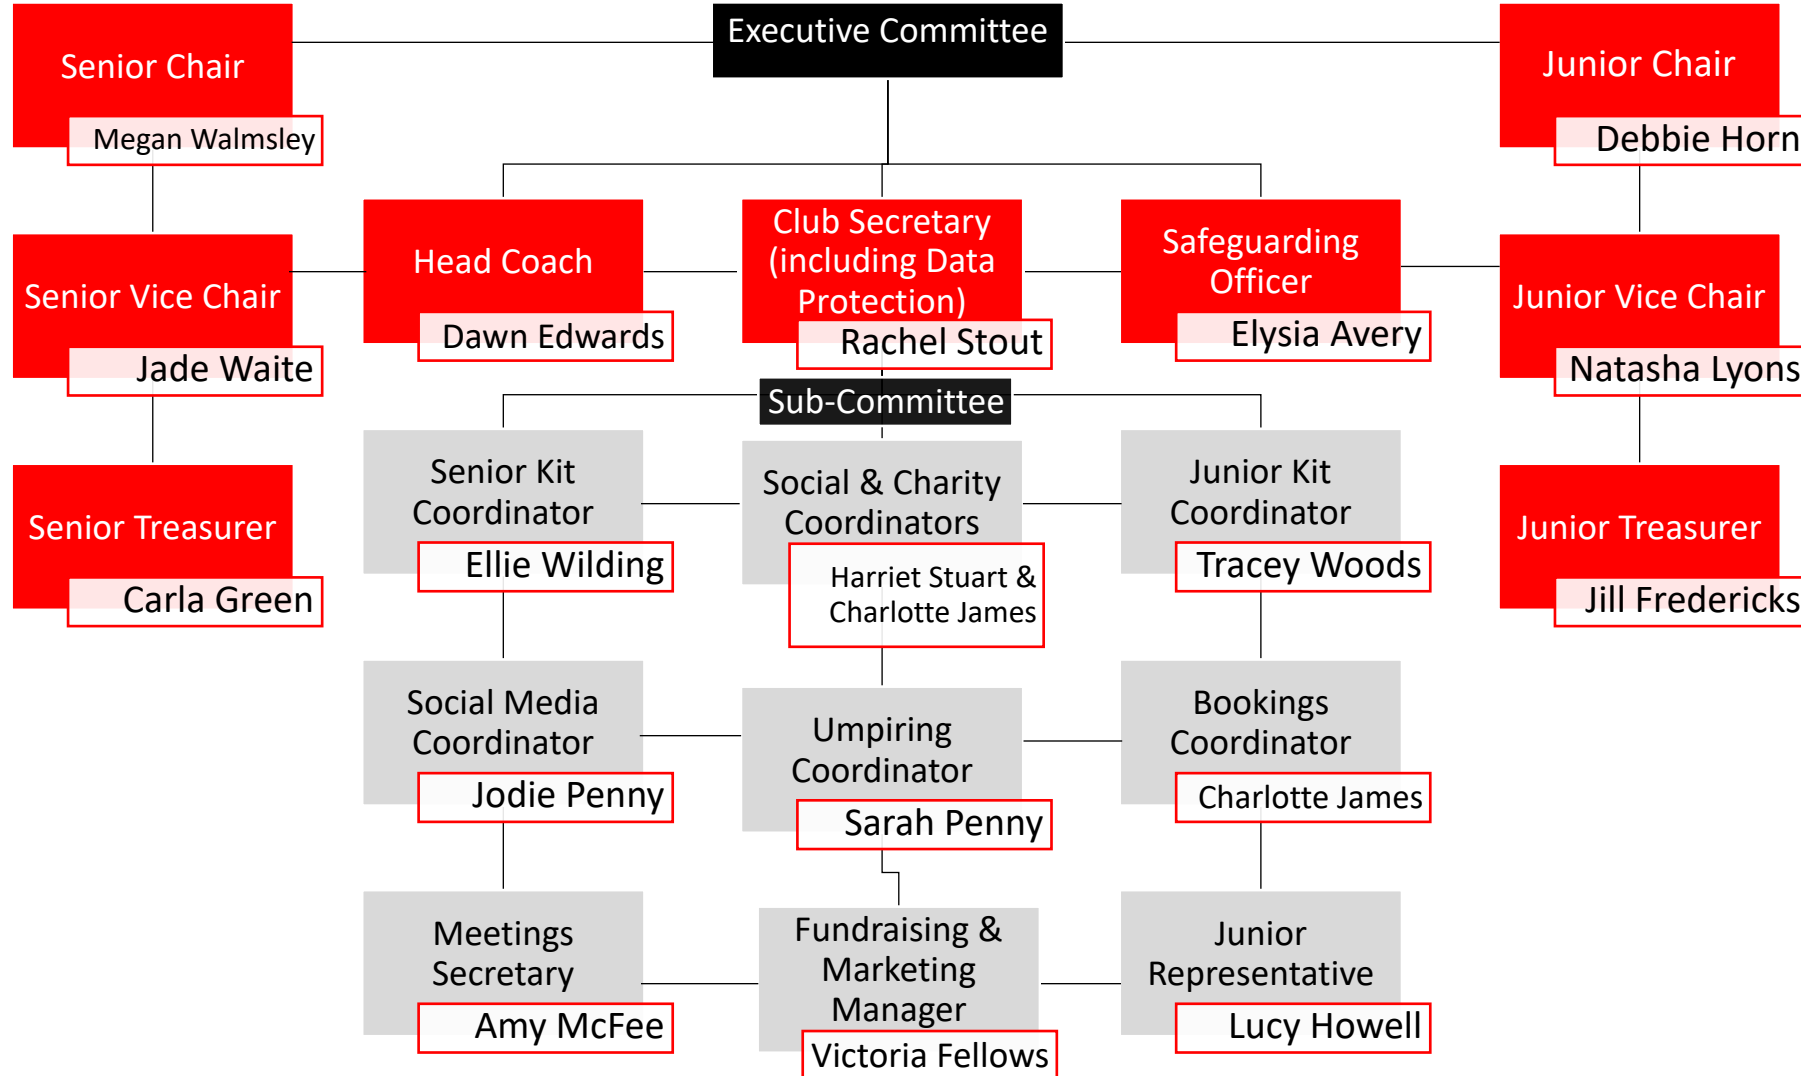 Executive Committee
Senior Chair
Megan Walmsley
Junior Chair
Debbie Horn
Senior Vice Chair
Jade Waite
Head Coach
Dawn Edwards
Club Secretary
(including Data
Protection)
Rachel Stout
Safeguarding
Officer
Elysia Avery
Junior Vice Chair
Natasha Lyons
Sub-Committee
Senior Treasurer
Carla Green
Senior Kit
Coordinator
Ellie Wilding
Social & Charity
Coordinators
Harriet Stuart &
Charlotte James
Junior Kit
Coordinator
Tracey Woods
Junior Treasurer
Jill Fredericks
Social Media
Coordinator
Jodie Penny
Umpiring
Coordinator
Sarah Penny
Bookings
Coordinator
Charlotte James
Meetings
Secretary
Amy McFee
Fundraising &
Marketing
Manager
Victoria Fellows
Junior
Representative
Lucy Howell